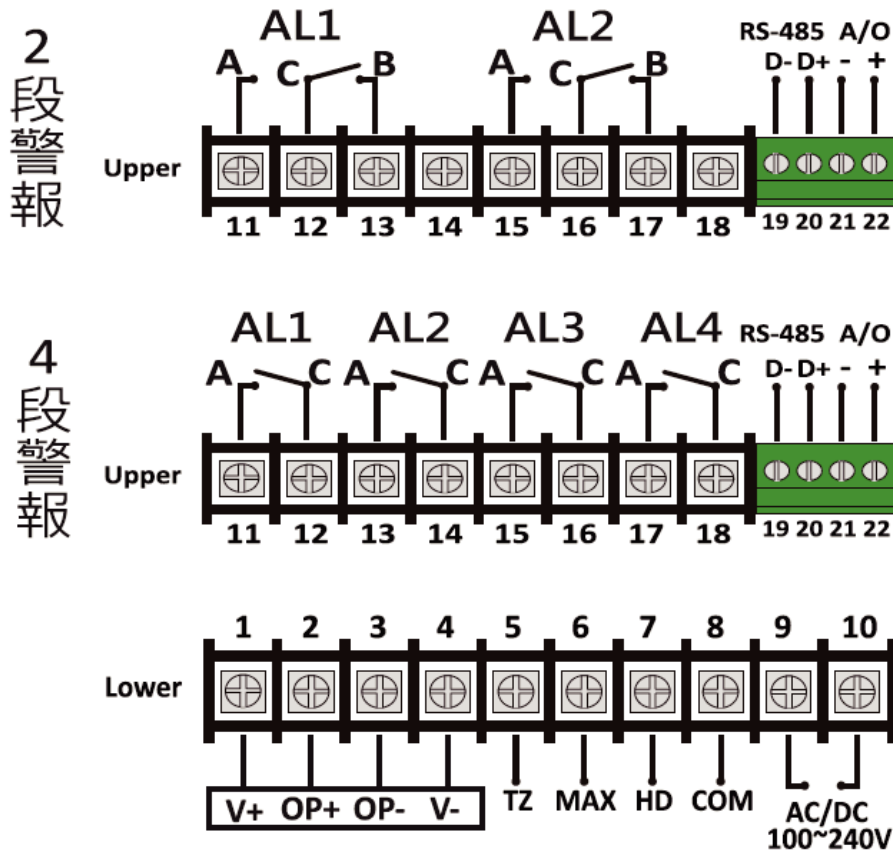 2段警報
AL1 AL2 RS-485 A/O
A C B A C B D- D+ - +
Upper
11 12 13 14 15 16 17 18 19 20 21 22
4段警報
AL1 AL2 AL3 AL4 RS-485 A/O
A C A C A C A C D- D+ - +
Upper
11 12 13 14 15 16 17 18 19 20 21 22
1 2 3 4 5 6 7 8 9 10
Lower
V+ OP+ OP- V- TZ MAX HD COM AC/DC
100~240V